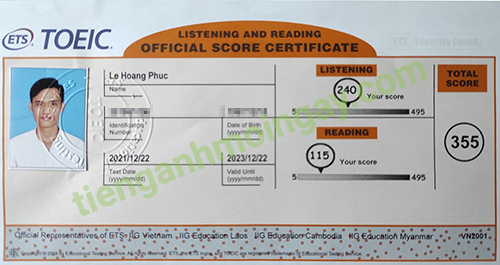 ETS TOEIC
LISTENING AND READING
OFFICIAL SCORE CERTIFICATE
Le Hoang Phuc
Name
Identification
Number
Date of Birth
(yyyy/mm/dd)
2021/12/22
Test Date
(yyyy/mm/dd)
2023/12/22
Valid Until
(yyyy/mm/dd)
LISTENING
240 Your score
5 495
READING
115 Your score
5 495
TOTAL
SCORE
355
tienganhmoingay.com
Official Representatives of ETS: IIG Vietnam IIG Education Laos IIG Education Cambodia IIG Education Myanmar VN2001